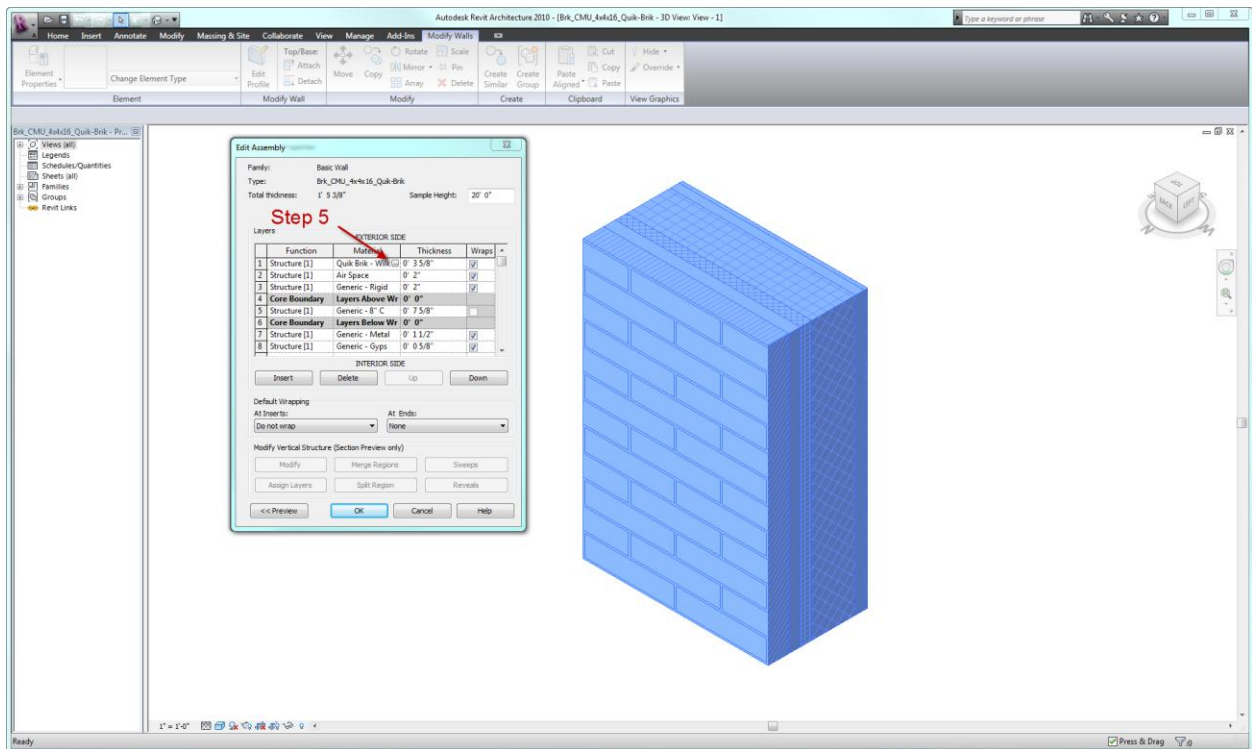 Autodesk Revit Architecture 2010 - [Brk_CMU_4x4x16_Quik-Brik - 3D View: View - 1]
Type a keyword or phrase
Home Insert Annotate Modify Massing & Site Collaborate View Manage Add-Ins Modify Walls
Element Properties
Change Element Type
Edit Profile
Top/Base:
Attach
Detach
Move
Copy
Rotate
Scale
Mirror
Pin
Array
Delete
Create Similar
Create Group
Paste Aligned
Cut
Copy
Paste
Hide
Override
Element
Modify Wall
Modify
Create
Clipboard
View Graphics
Brk_CMU_4x4x16_Quik-Brik - Pr...
Views (all)
Legends
Schedules/Quantities
Sheets (all)
Families
Groups
Revit Links
Edit Assembly
Family: Basic Wall
Type: Brk_CMU_4x4x16_Quik-Brik
Total thickness: 1' 5 3/8" Sample Height: 20' 0"
Step 5
Layers
EXTERIOR SIDE
Function Material Thickness Wraps
1 Structure [1] Quik Brik - Wilk 0' 3 5/8"
2 Structure [1] Air Space 0' 2"
3 Structure [1] Generic - Rigid 0' 2"
4 Core Boundary Layers Above Wr 0' 0"
5 Structure [1] Generic - 8" C 0' 7 5/8"
6 Core Boundary Layers Below Wr 0' 0"
7 Structure [1] Generic - Metal 0' 1 1/2"
8 Structure [1] Generic - Gyps 0' 0 5/8"
INTERIOR SIDE
Insert Delete Up Down
Default Wrapping
At Inserts: At Ends:
Do not wrap None
Modify Vertical Structure (Section Preview only)
Modify Merge Regions Sweeps
Assign Layers Split Region Reveals
<< Preview OK Cancel Help
BACK LEFT
1" = 1'-0"
Ready
Press & Drag :0